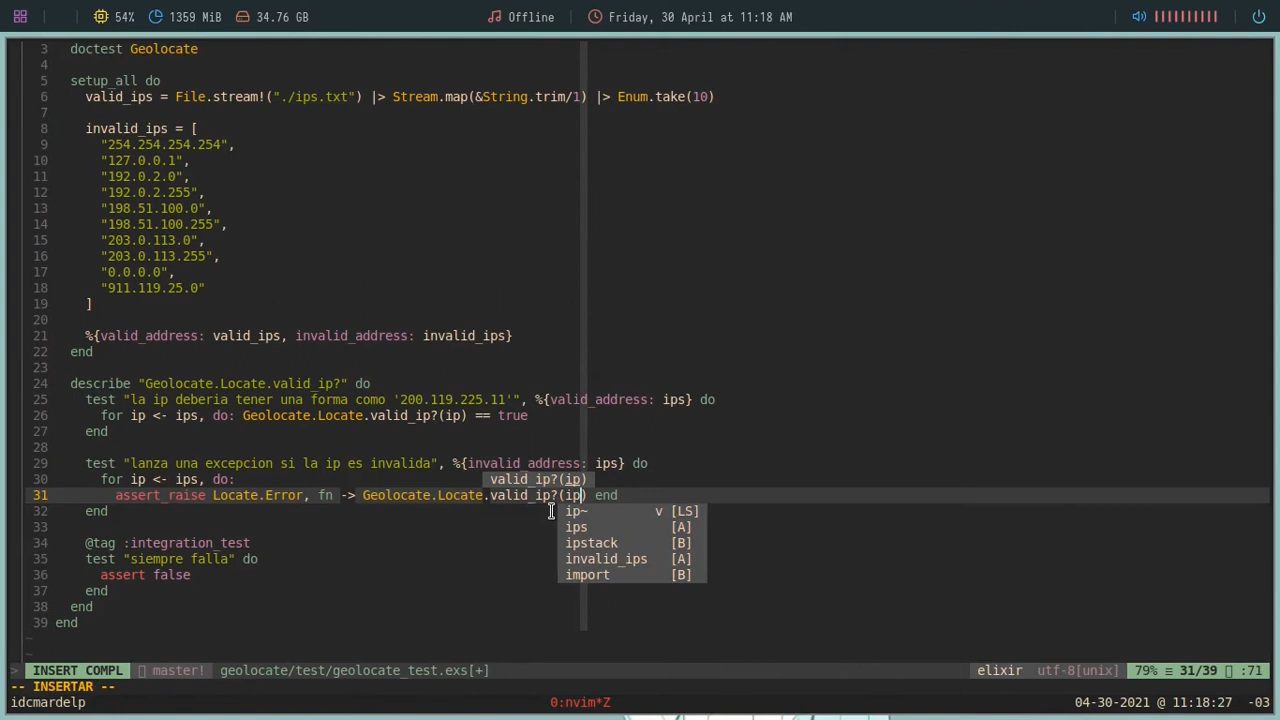 54% 1359 MiB 34.76 GB Offline Friday, 30 April at 11:18 AM
3 doctest Geolocate
4
5 setup_all do
6 valid_ips = File.stream!("./ips.txt") |> Stream.map(&String.trim/1) |> Enum.take(10)
7
8 invalid_ips = [
9 "254.254.254.254",
10 "127.0.0.1",
11 "192.0.2.0",
12 "192.0.2.255",
13 "198.51.100.0",
14 "198.51.100.255",
15 "203.0.113.0",
16 "203.0.113.255",
17 "0.0.0.0",
18 "911.119.25.0"
19 ]
20
21 %{valid_address: valid_ips, invalid_address: invalid_ips}
22 end
23
24 describe "Geolocate.Locate.valid_ip?" do
25 test "la ip deberia tener una forma como '200.119.225.11'", %{valid_address: ips} do
26 for ip <- ips, do: Geolocate.Locate.valid_ip?(ip) == true
27 end
28
29 test "lanza una excepcion si la ip es invalida", %{invalid_address: ips} do
30 for ip <- ips, do: valid_ip?(ip)
31 assert_raise Locate.Error, fn -> Geolocate.Locate.valid_ip?(ip) end
32 end ip~ v [LS]
33 ips [A]
34 @tag :integration_test ipstack [B]
35 test "siempre falla" do invalid_ips [A]
36 assert false import [B]
37 end
38 end
39 end
~
~
> INSERT COMPL master! geolocate/test/geolocate_test.exs[+] elixir utf-8[unix] 79% ≡ 31/39 :71
-- INSERTAR --
idcmardelp 0:nvim*Z 04-30-2021 @ 11:18:27 -03